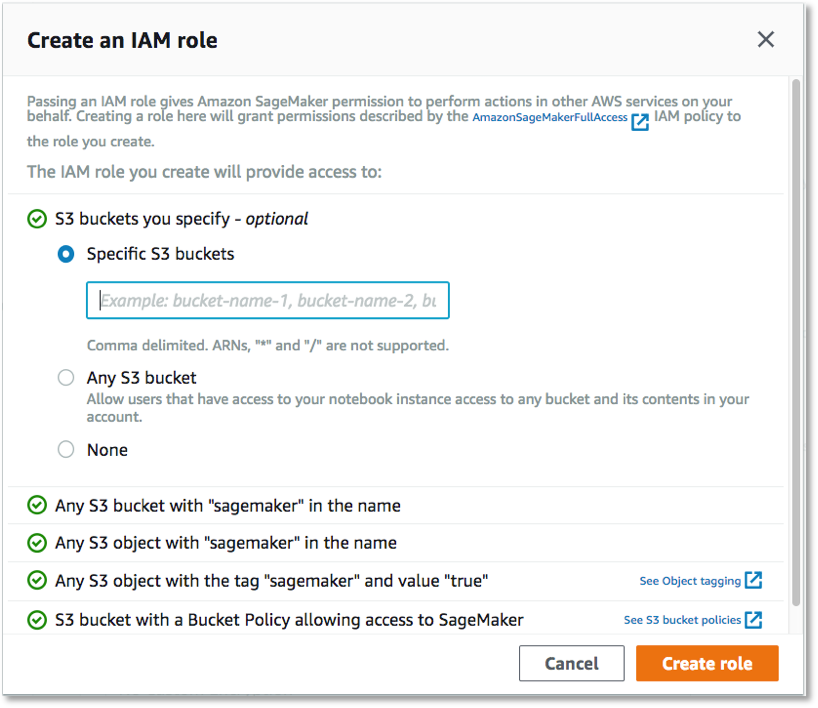 Create an IAM role
Passing an IAM role gives Amazon SageMaker permission to perform actions in other AWS services on your
behalf. Creating a role here will grant permissions described by the AmazonSageMakerFullAccess IAM policy to
the role you create.
The IAM role you create will provide access to:
S3 buckets you specify - optional
Specific S3 buckets
Example: bucket-name-1, bucket-name-2, bu
Comma delimited. ARNs, "*" and "/" are not supported.
Any S3 bucket
Allow users that have access to your notebook instance access to any bucket and its contents in your
account.
None
Any S3 bucket with "sagemaker" in the name
Any S3 object with "sagemaker" in the name
Any S3 object with the tag "sagemaker" and value "true" See Object tagging
S3 bucket with a Bucket Policy allowing access to SageMaker See S3 bucket policies
Cancel Create role